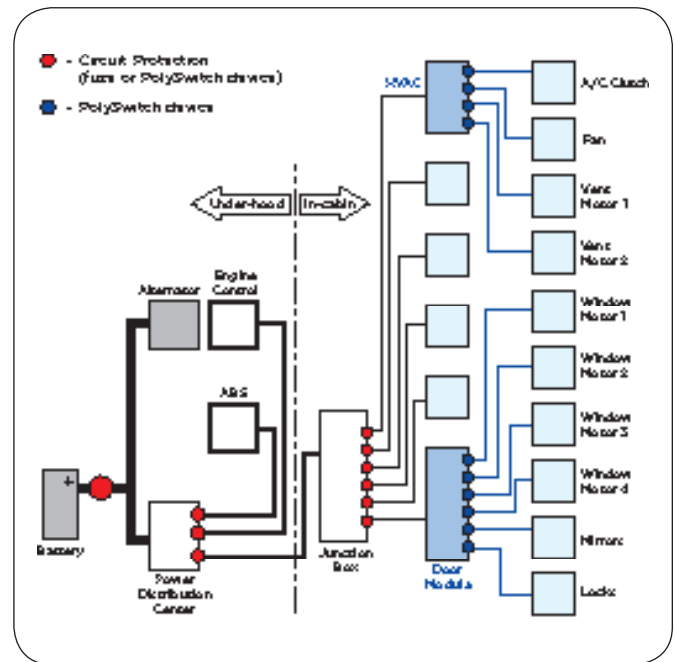 - Circuit Protection
(fuse or PolySwitch devices)
- PolySwitch devices
HVAC
A/C Clutch
Fan
Vent
Motor 1
Vent
Motor 2
Under-hood
In-cabin
Engine
Control
Alternator
ABS
Window
Motor 1
Window
Motor 2
Window
Motor 3
Window
Motor 4
Mirrors
Locks
+
Battery
Power
Distribution
Center
Junction
Box
Door
Module